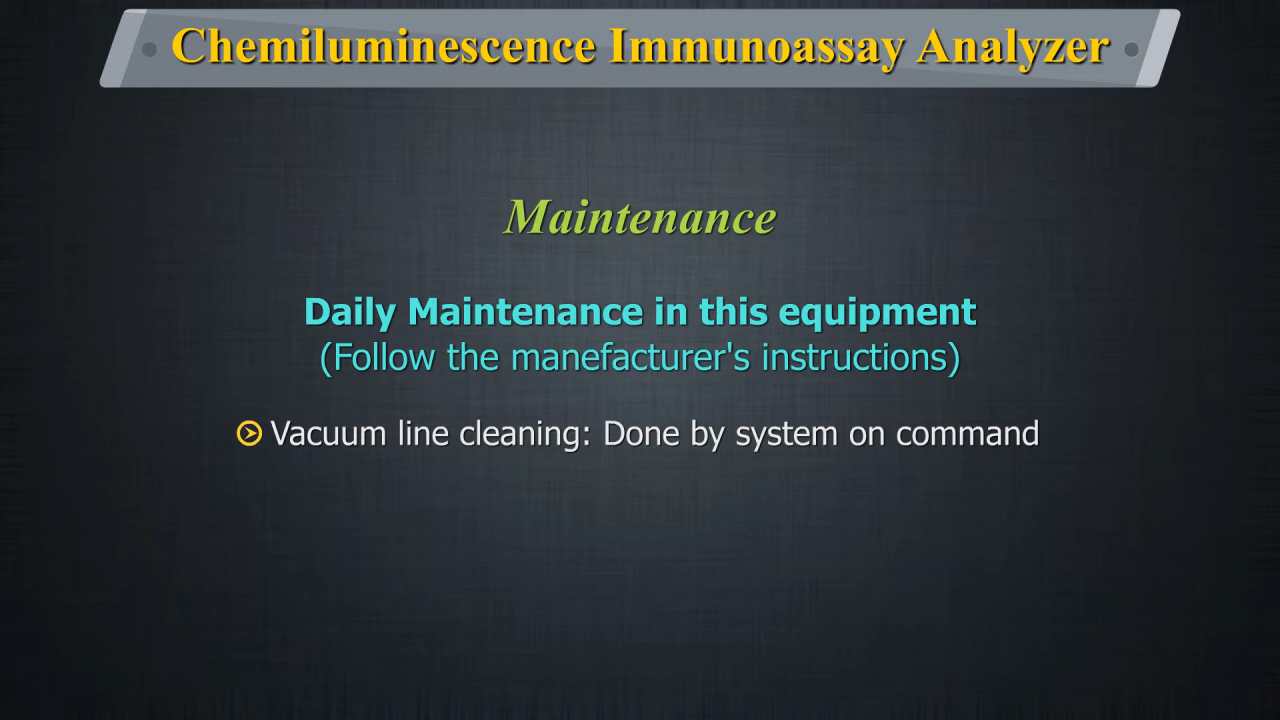 Chemiluminescence Immunoassay Analyzer
Maintenance
Daily Maintenance in this equipment
(Follow the manefacturer's instructions)
Vacuum line cleaning: Done by system on command